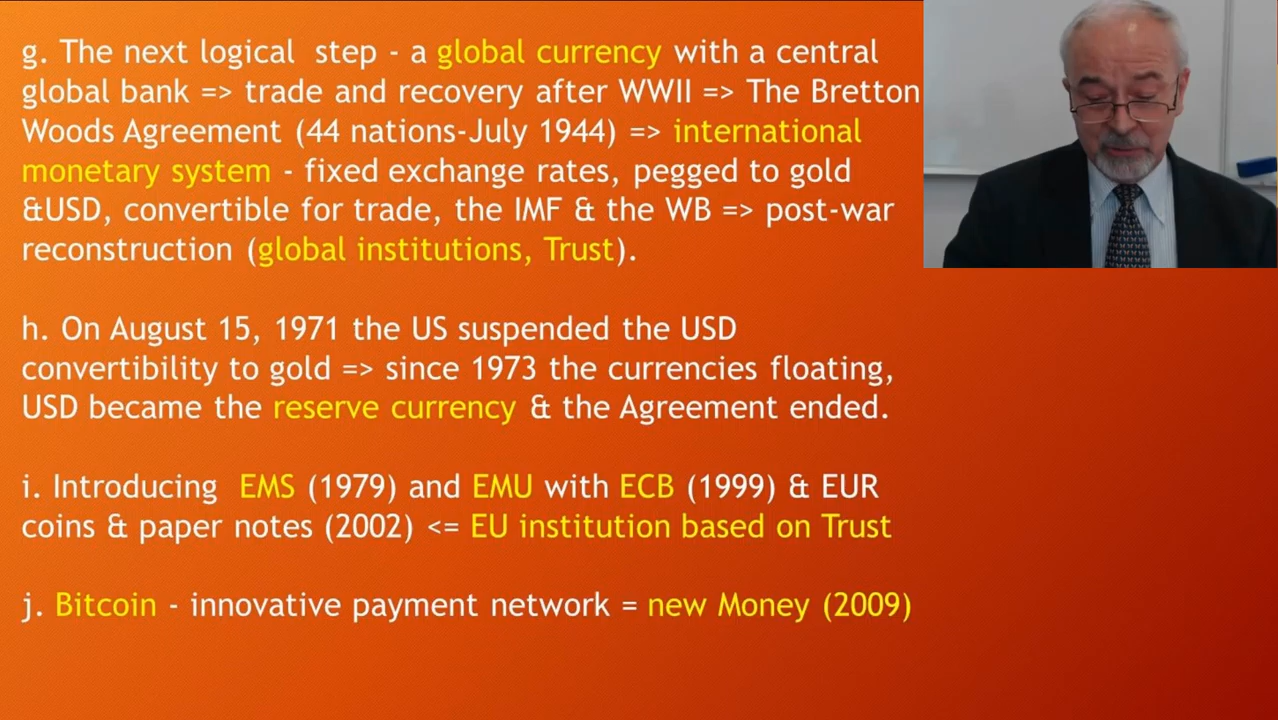 g. The next logical step - a global currency with a central
global bank => trade and recovery after WWII => The Bretton
Woods Agreement (44 nations-July 1944) => international
monetary system - fixed exchange rates, pegged to gold
&USD, convertible for trade, the IMF & the WB => post-war
reconstruction (global institutions, Trust).
h. On August 15, 1971 the US suspended the USD
convertibility to gold => since 1973 the currencies floating,
USD became the reserve currency & the Agreement ended.
i. Introducing EMS (1979) and EMU with ECB (1999) & EUR
coins & paper notes (2002) <= EU institution based on Trust
j. Bitcoin - innovative payment network = new Money (2009)